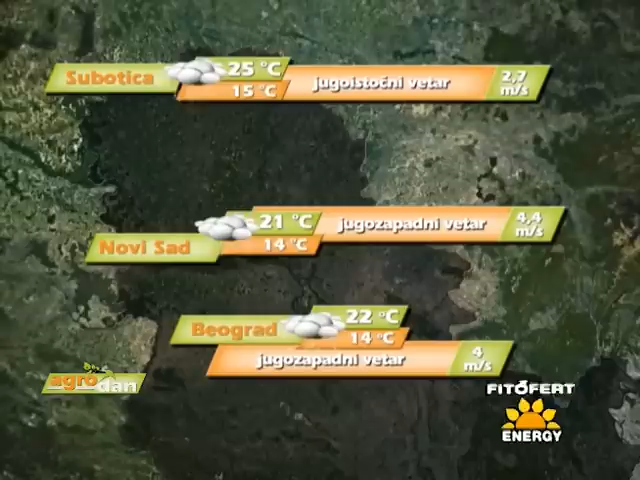 Subotica
25 °C
15 °C
jugoistočni vetar
2,7 m/s
Novi Sad
21 °C
14 °C
jugozapadni vetar
4,4 m/s
Beograd
22 °C
14 °C
jugozapadni vetar
4 m/s
agro dan
FITOFERT
ENERGY